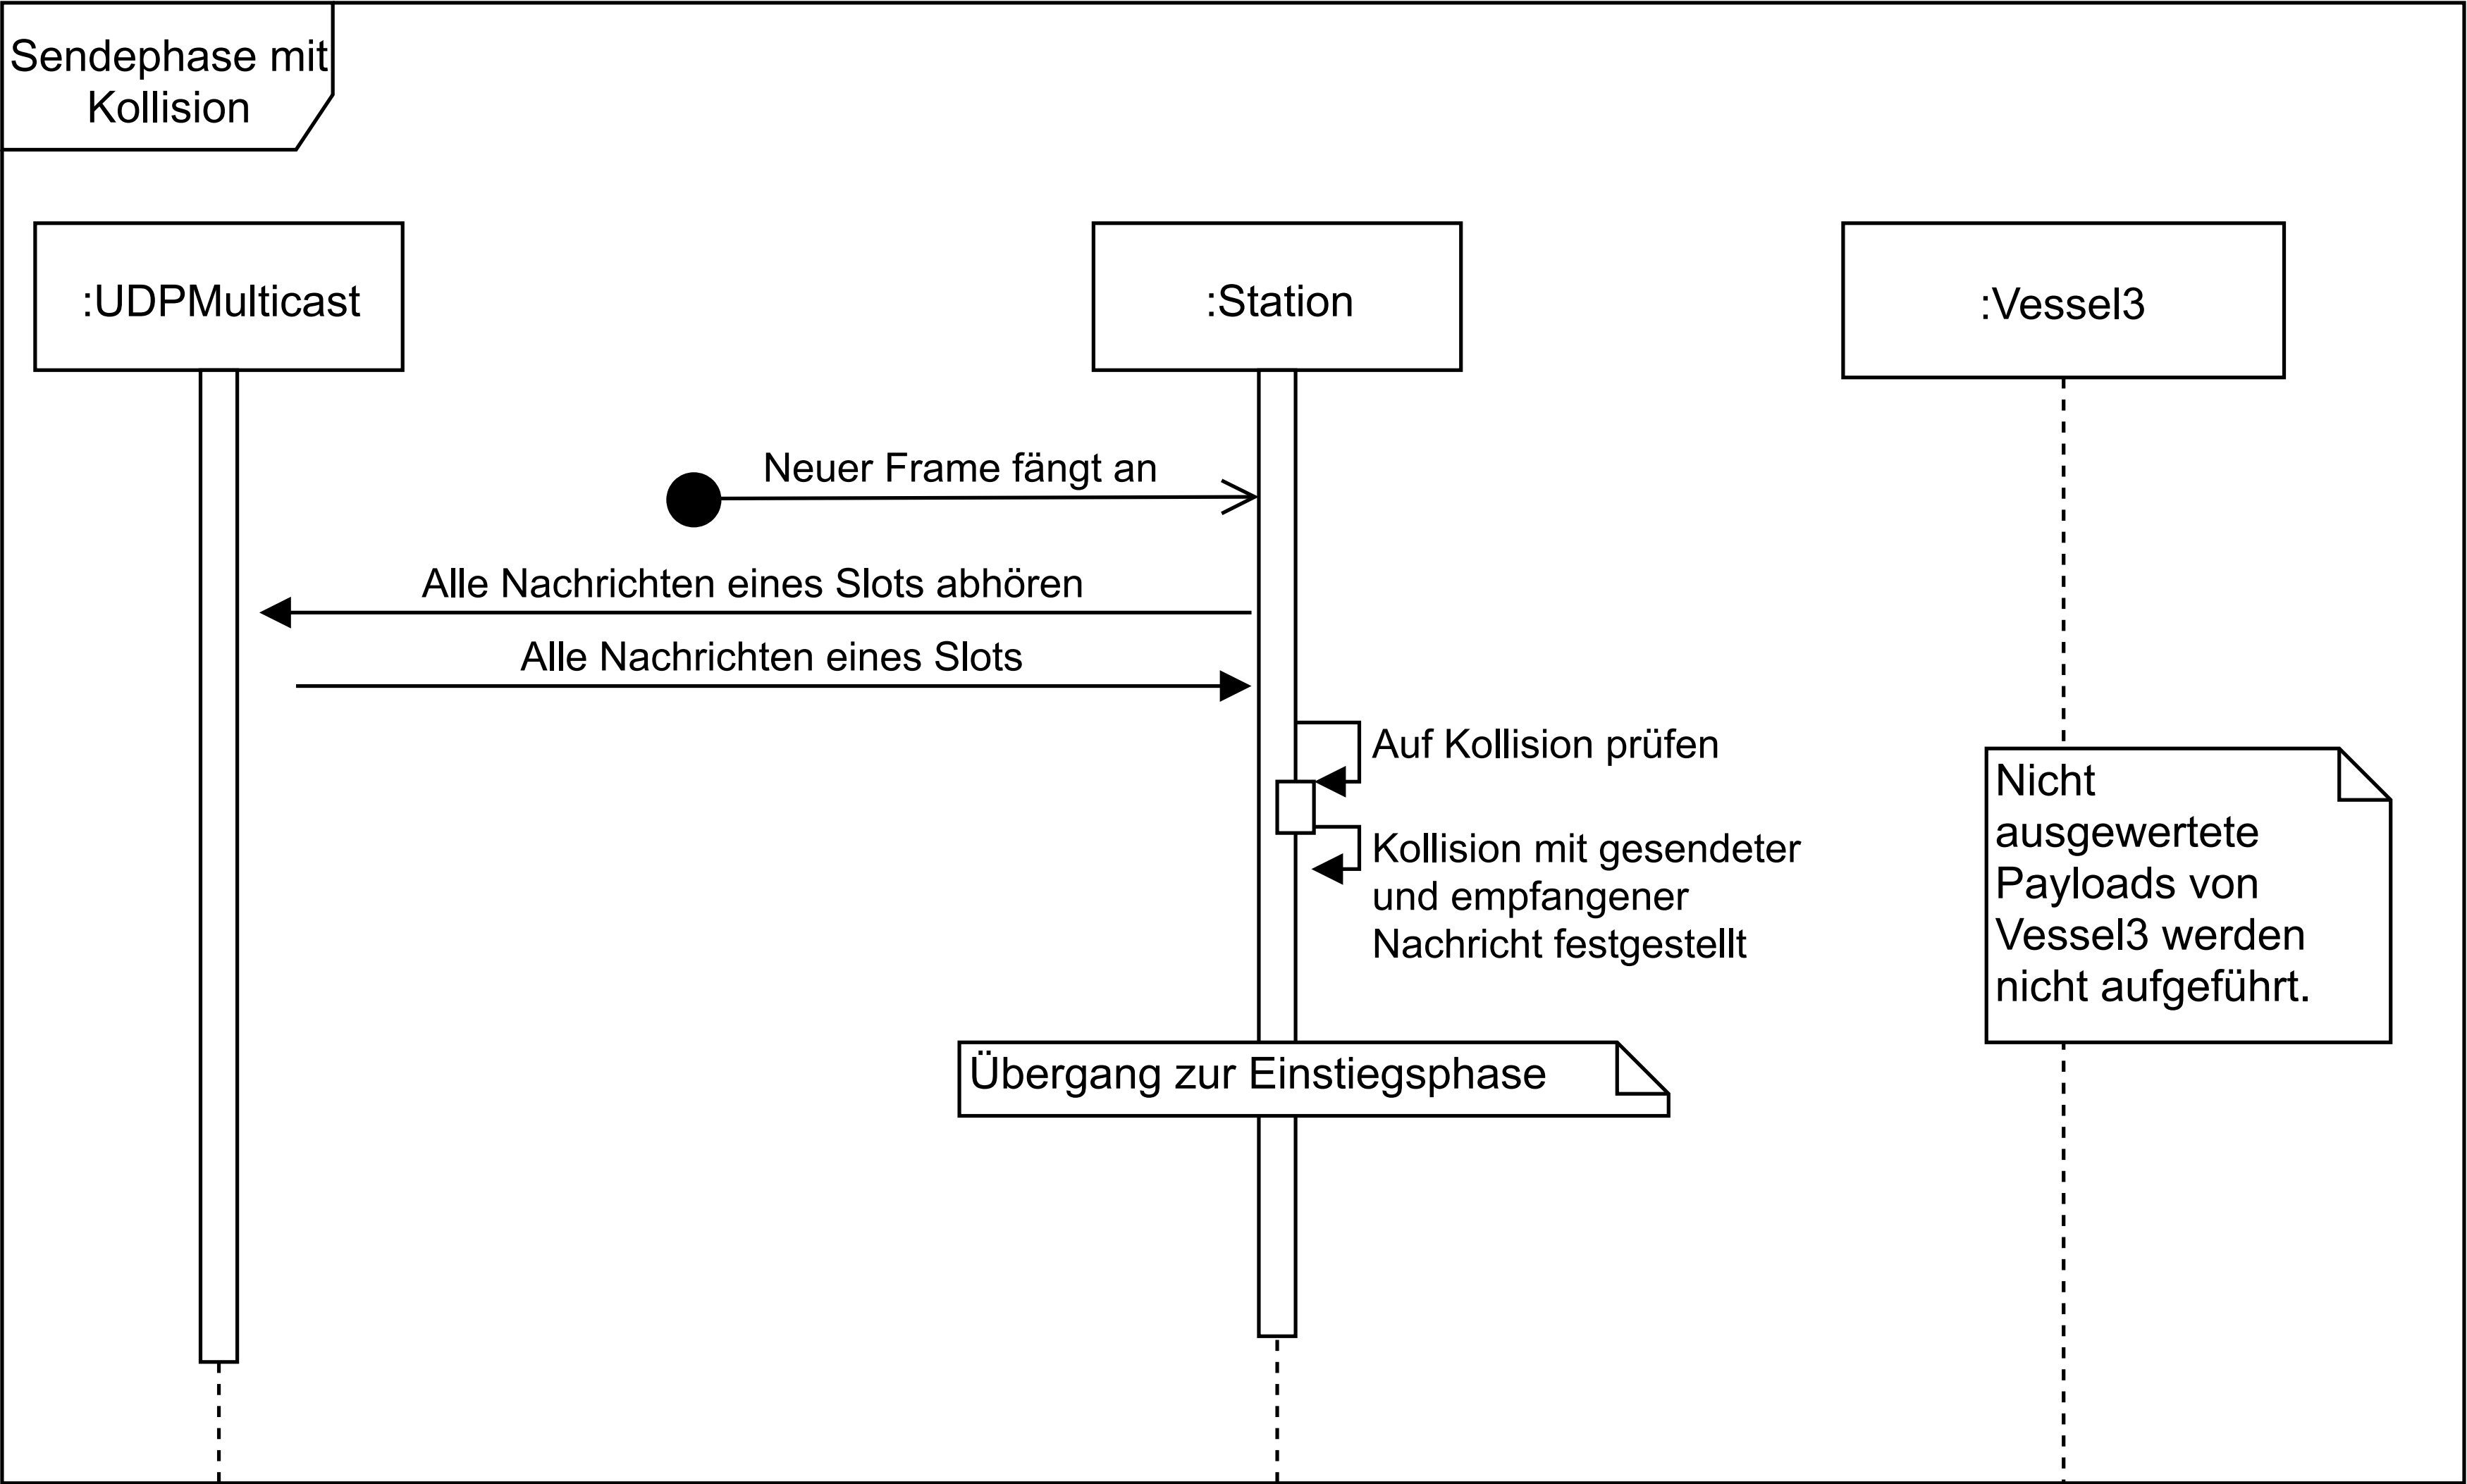 Sendephase mit
Kollision
:UDPMulticast
:Station
:Vessel3
Neuer Frame fängt an
Alle Nachrichten eines Slots abhören
Alle Nachrichten eines Slots
Auf Kollision prüfen
Kollision mit gesendeter
und empfangener
Nachricht festgestellt
Nicht
ausgewertete
Payloads von
Vessel3 werden
nicht aufgeführt.
Übergang zur Einstiegsphase